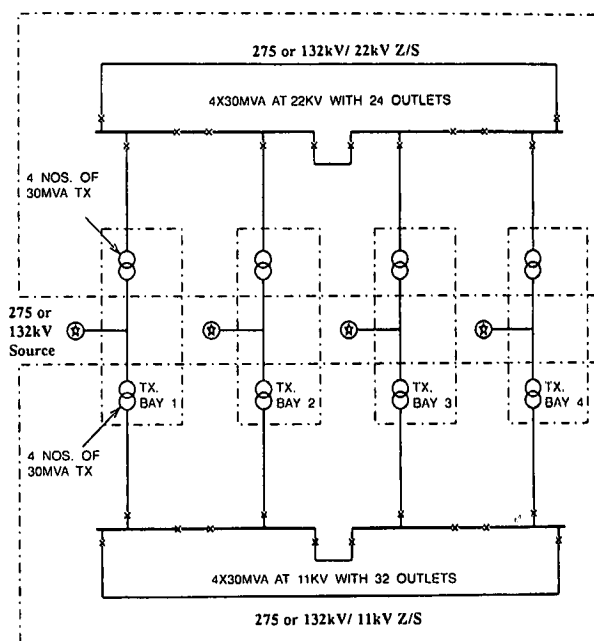 275 or 132kV/ 22kV Z/S
4X30MVA AT 22KV WITH 24 OUTLETS
4 NOS. OF
30MVA TX
275 or
132kV
Source
TX.
BAY 1
TX.
BAY 2
TX.
BAY 3
TX.
BAY 4
4 NOS. OF
30MVA TX
4X30MVA AT 11KV WITH 32 OUTLETS
275 or 132kV/ 11kV Z/S